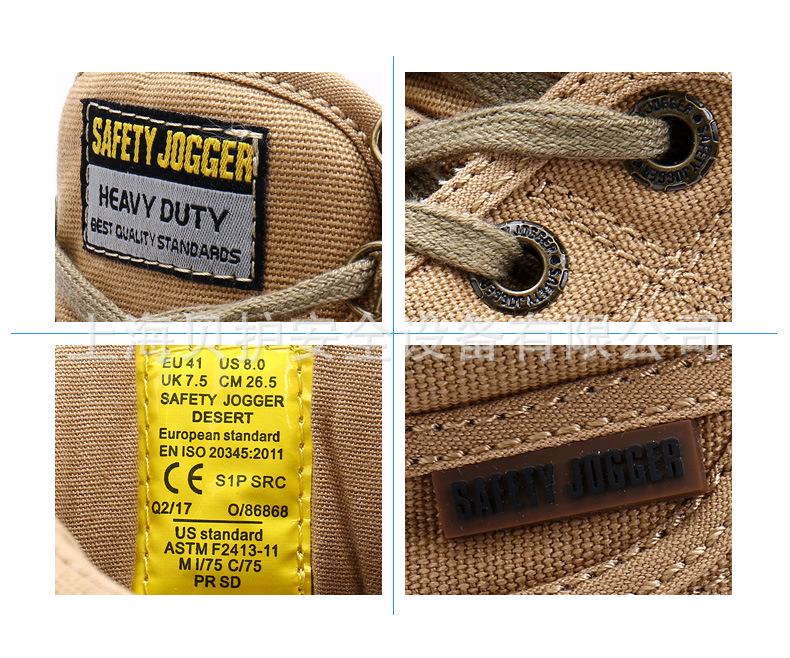 SAFETY JOGGER
HEAVY DUTY
BEST QUALITY STANDARDS
JOGGER SAFETY
JOGGER SAFETY JOGGER
上海贝护安全设备有限公司
EU 41 US 8.0
UK 7.5 CM 26.5
SAFETY JOGGER
DESERT
European standard
EN ISO 20345:2011
CE S1P SRC
Q2/17 O/86868
US standard
ASTM F2413-11
M I/75 C/75
PR SD
SAFETY JOGGER